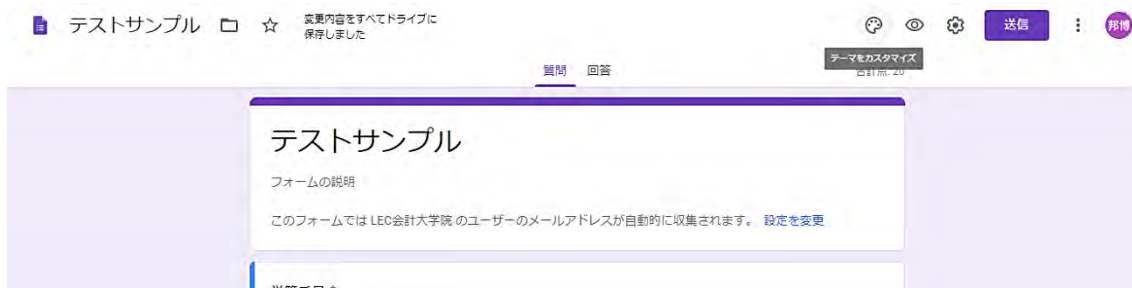 テストサンプル
変更内容をすべてドライブに
保存しました
送信
邦博
テーマをカスタマイズ
質問 回答
合計点: 20
テストサンプル
フォームの説明
このフォームでは LEC会計大学院 のユーザーのメールアドレスが自動的に収集されます。 設定を変更